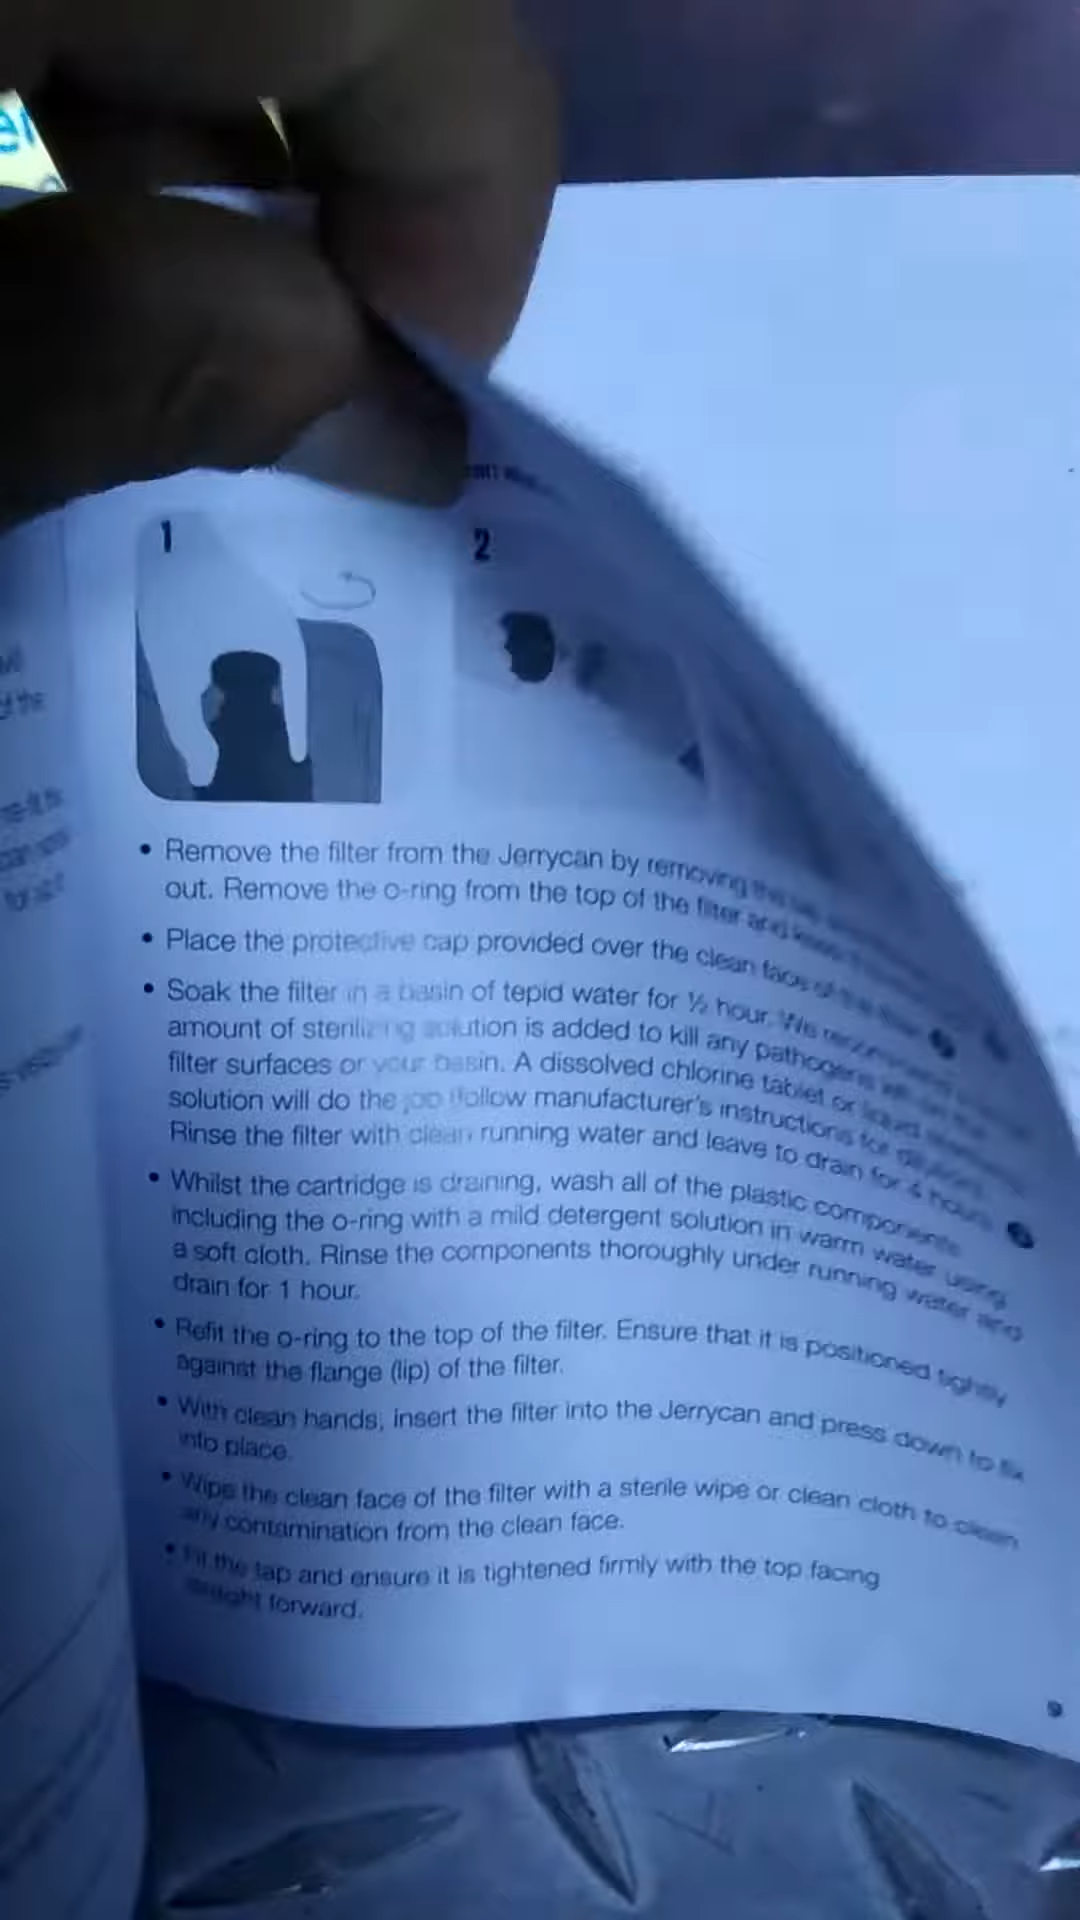 1
2
• Remove the filter from the Jerrycan by removing the
out. Remove the o-ring from the top of the filter and
• Place the protective cap provided over the clean face of the filter.
• Soak the filter in a basin of tepid water for ½ hour. We recommend
amount of sterilizing solution is added to kill any pathogens
filter surfaces or your basin. A dissolved chlorine tablet or liquid
solution will do the job (follow manufacturer's instructions for
Rinse the filter with clean running water and leave to drain for 4 hours.
• Whilst the cartridge is draining, wash all of the plastic components
including the o-ring with a mild detergent solution in warm water using
a soft cloth. Rinse the components thoroughly under running water and
drain for 1 hour.
• Refit the o-ring to the top of the filter. Ensure that it is positioned tightly
against the flange (lip) of the filter.
• With clean hands, insert the filter into the Jerrycan and press down to fix
into place.
• Wipe the clean face of the filter with a sterile wipe or clean cloth to clean
any contamination from the clean face.
• Fit the tap and ensure it is tightened firmly with the top facing
straight forward.
9